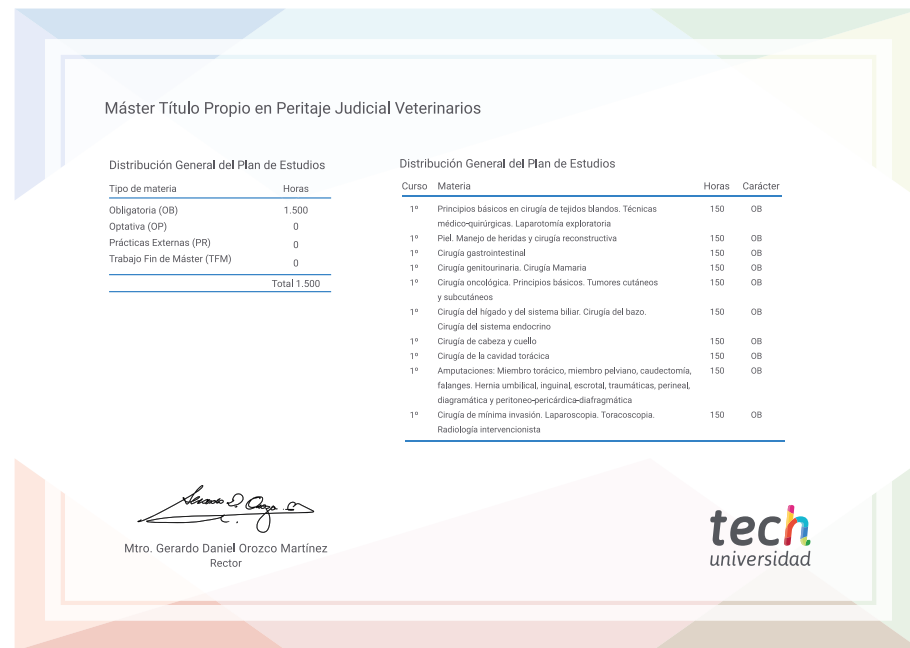 Máster Título Propio en Peritaje Judicial Veterinarios
Distribución General del Plan de Estudios
Tipo de materia Horas
Obligatoria (OB) 1.500
Optativa (OP) 0
Prácticas Externas (PR) 0
Trabajo Fin de Máster (TFM) 0
Total 1.500
Distribución General del Plan de Estudios
Curso Materia Horas Carácter
1º Principios básicos en cirugía de tejidos blandos. Técnicas 150 OB
médico-quirúrgicas. Laparotomía exploratoria
1º Piel. Manejo de heridas y cirugía reconstructiva 150 OB
1º Cirugía gastrointestinal 150 OB
1º Cirugía genitourinaria. Cirugía Mamaria 150 OB
1º Cirugía oncológica. Principios básicos. Tumores cutáneos 150 OB
y subcutáneos
1º Cirugía del hígado y del sistema biliar. Cirugía del bazo. 150 OB
Cirugía del sistema endocrino
1º Cirugía de cabeza y cuello 150 OB
1º Cirugía de la cavidad torácica 150 OB
1º Amputaciones: Miembro torácico, miembro pelviano, caudectomía, 150 OB
falanges. Hernia umbilical, inguinal, escrotal, traumáticas, perineal,
diagramática y peritoneo-pericárdica-diafragmática
1º Cirugía de mínima invasión. Laparoscopia. Toracoscopia. 150 OB
Radiología intervencionista
Mtro. Gerardo Daniel Orozco Martínez
Rector
tech
universidad